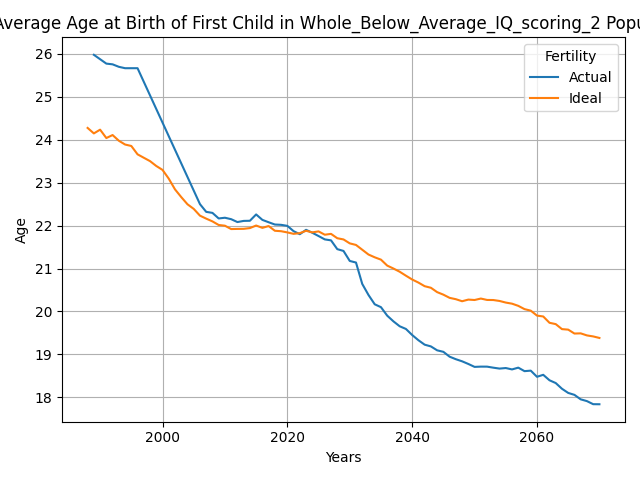 Average Age at Birth of First Child in Whole_Below_Average_IQ_scoring_2
Fertility
Actual
Ideal
26
25
24
23
22
21
20
19
18
Age
2000
2020
2040
2060
Years